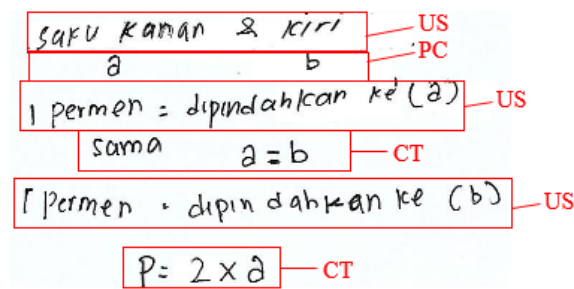 saku kanan & kiri US
a b PC
1 permen = dipindahkan ke (a) US
sama a = b CT
1 permen = dipindahkan ke (b) US
P = 2 x a CT